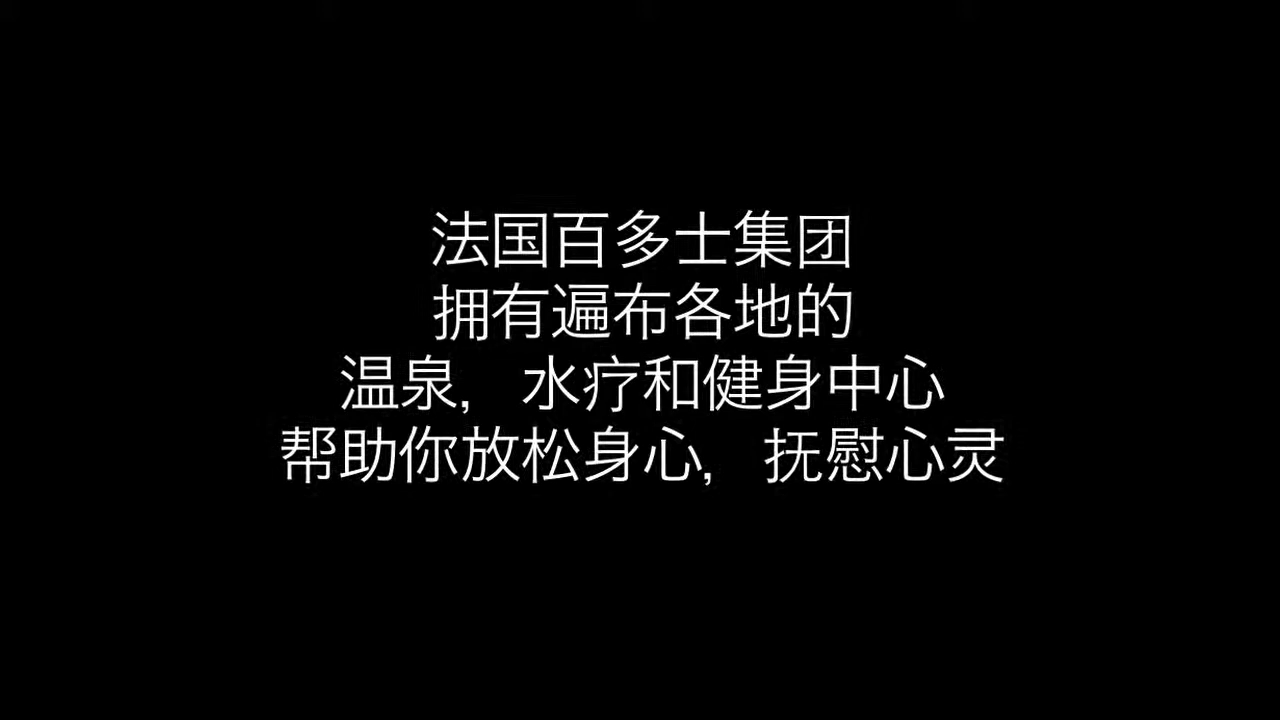 法国百多士集团
拥有遍布各地的
温泉，水疗和健身中心
帮助你放松身心，抚慰心灵